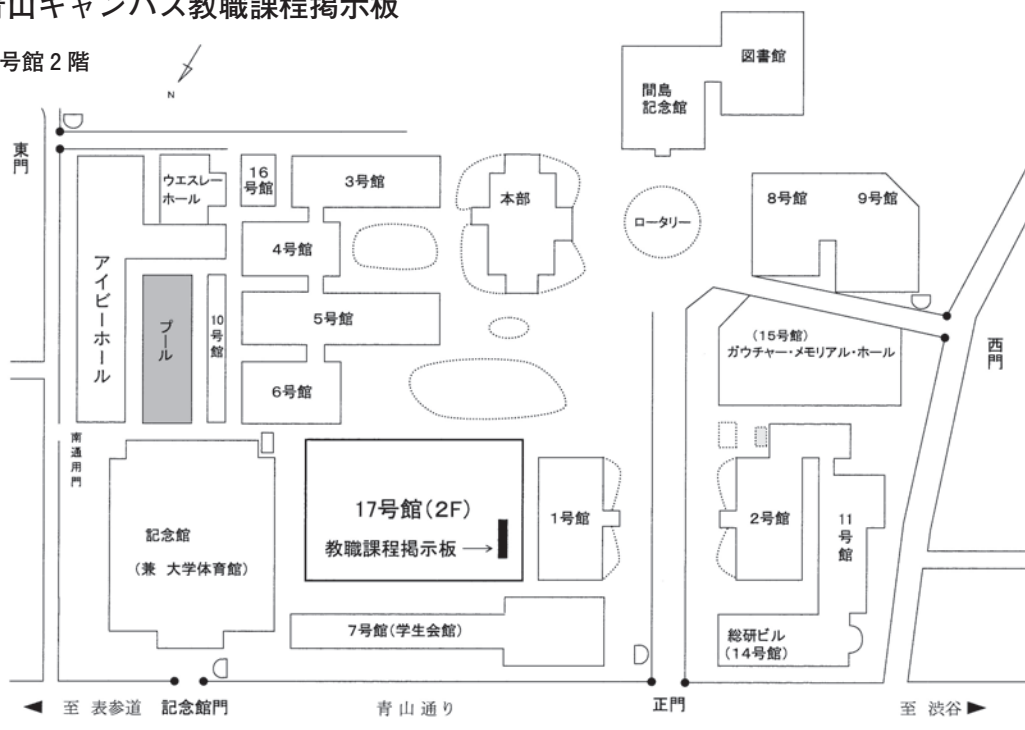 青山キャンパス教職課程掲示板
号館2階
N
図書館
間島
記念館
東
門
ウエスレー
ホール
16
号館
3号館
本部
ロータリー
8号館
9号館
4号館
アイビーホール
プール
10
号
館
5号館
6号館
(15号館)
ガウチャー・メモリアル・ホール
西
門
南
通
用
門
記念館
(兼 大学体育館)
17号館(2F)
教職課程掲示板→
1号館
2号館
11
号
館
7号館(学生会館)
総研ビル
(14号館)
◀ 至 表参道
記念館門
青山通り
正門
至 渋谷▶